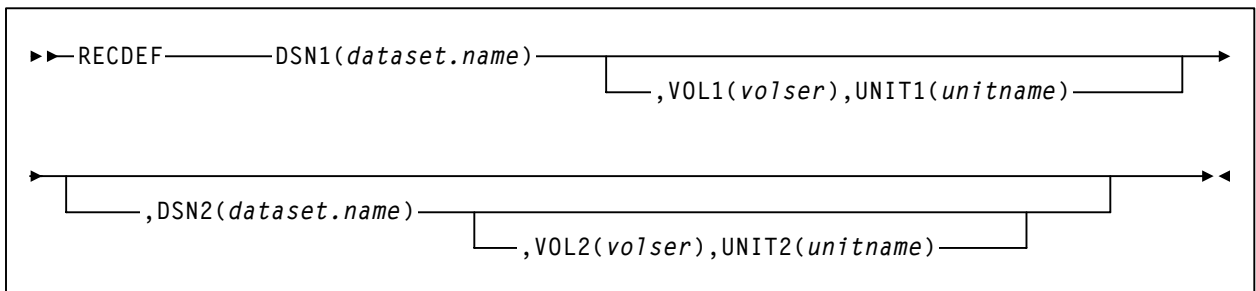 RECDEF DSN1(dataset.name)
,VOL1(volser),UNIT1(unitname)
,DSN2(dataset.name)
,VOL2(volser),UNIT2(unitname)